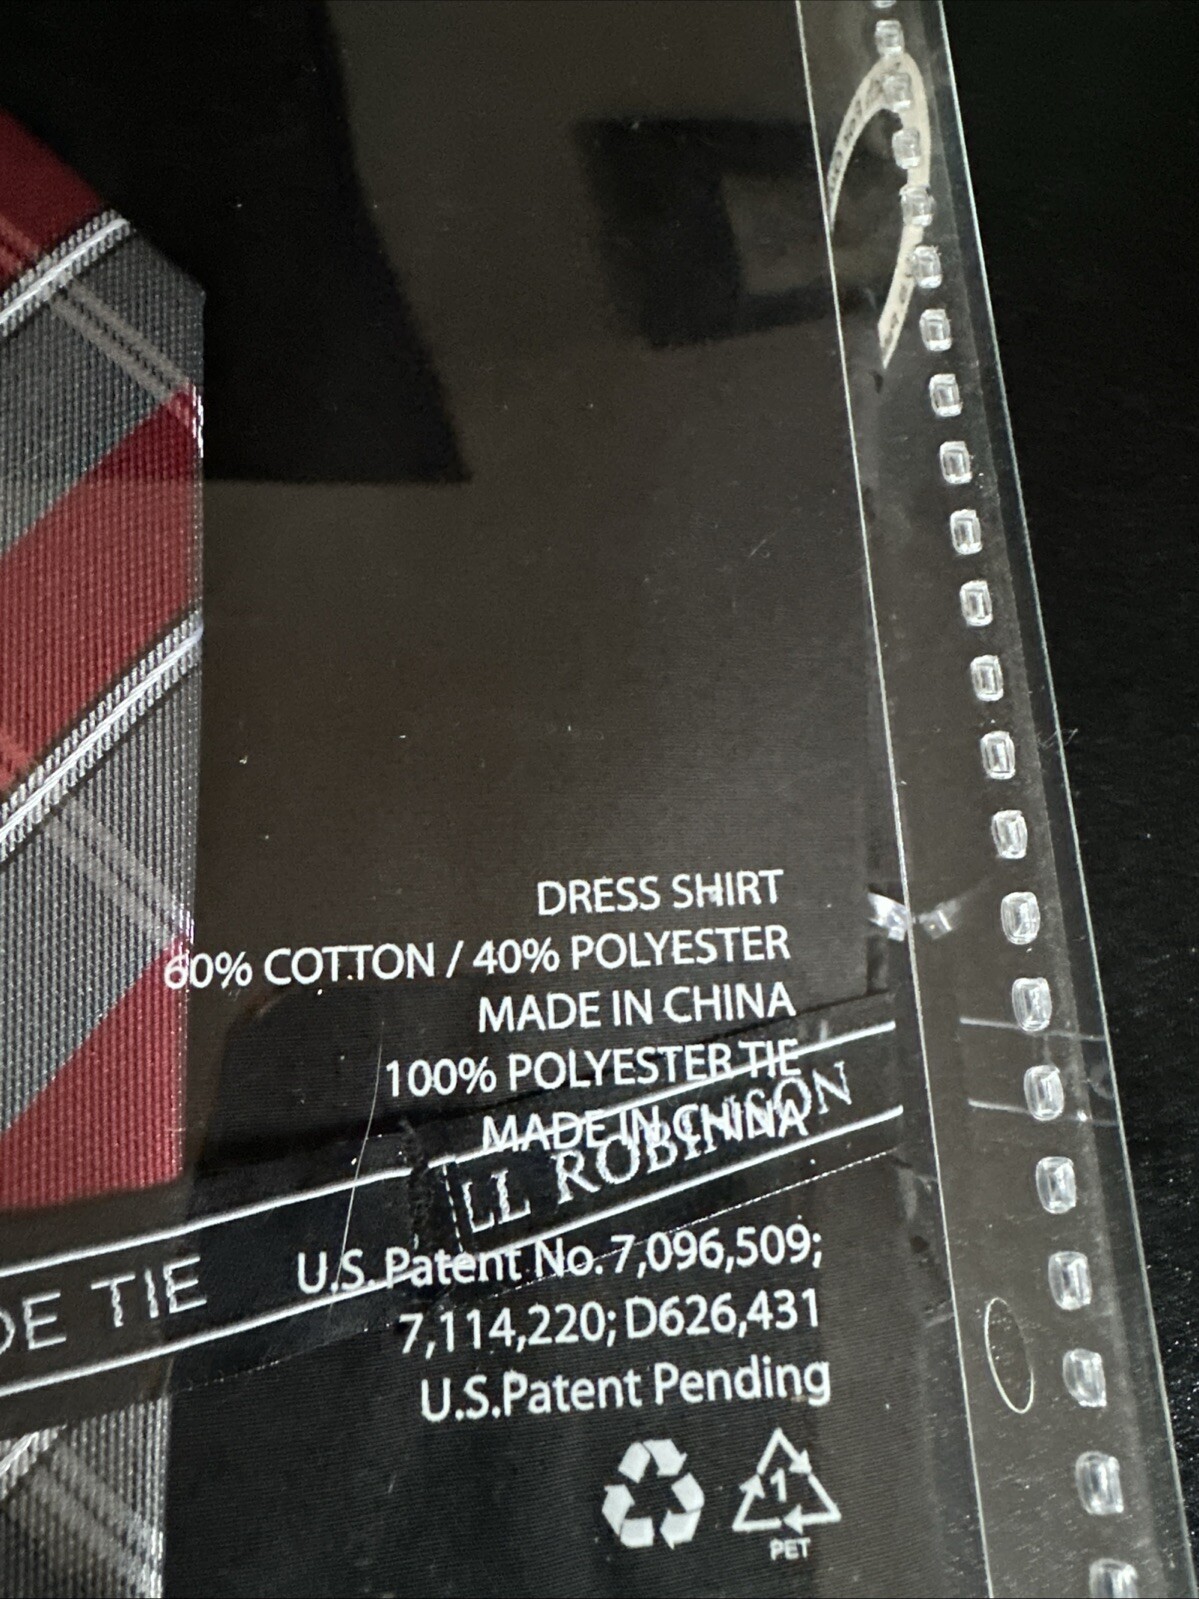 DRESS SHIRT
60% COTTON / 40% POLYESTER
MADE IN CHINA
100% POLYESTER TIE
MADE IN CHINA
LL ROBINSON
DE TIE
U.S.Patent No. 7,096,509;
7,114,220; D626,431
U.S.Patent Pending
1
PET